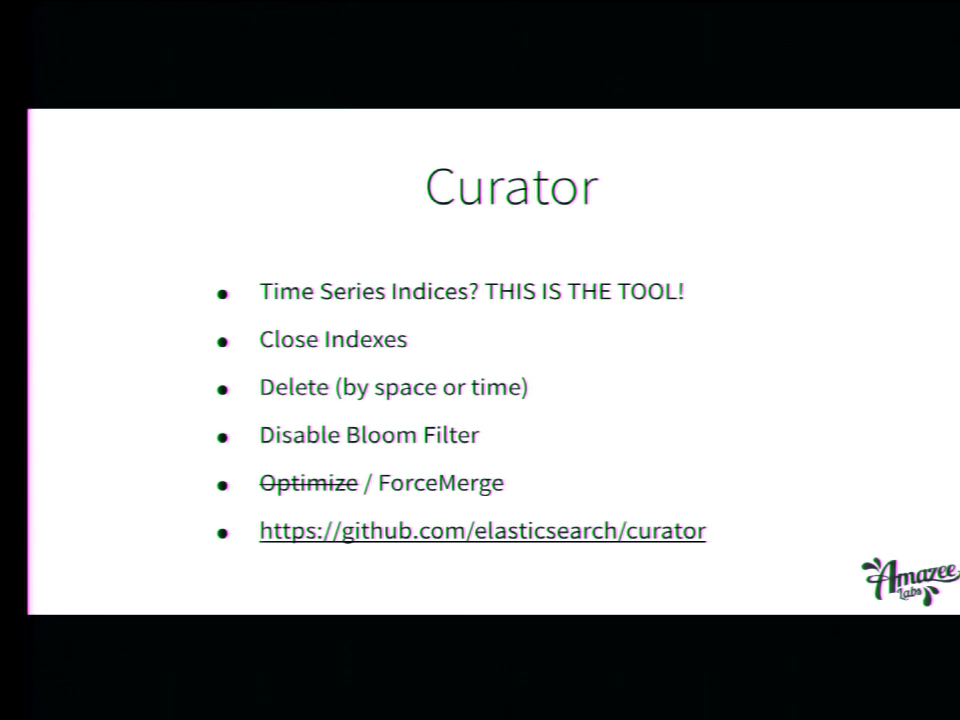 Curator
Time Series Indices? THIS IS THE TOOL!
Close Indexes
Delete (by space or time)
Disable Bloom Filter
Optimize / ForceMerge
https://github.com/elasticsearch/curator
Amazee
Labs